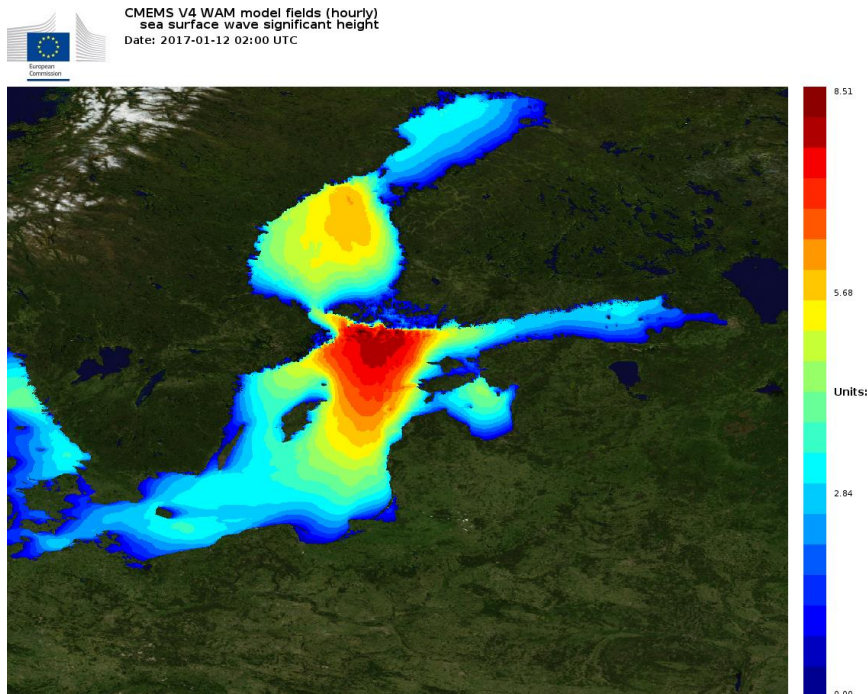 CMEMS V4 WAM model fields (hourly)
sea surface wave significant height
Date: 2017-01-12 02:00 UTC
European
Commission
8.51
5.68
Units:
2.84
0.00